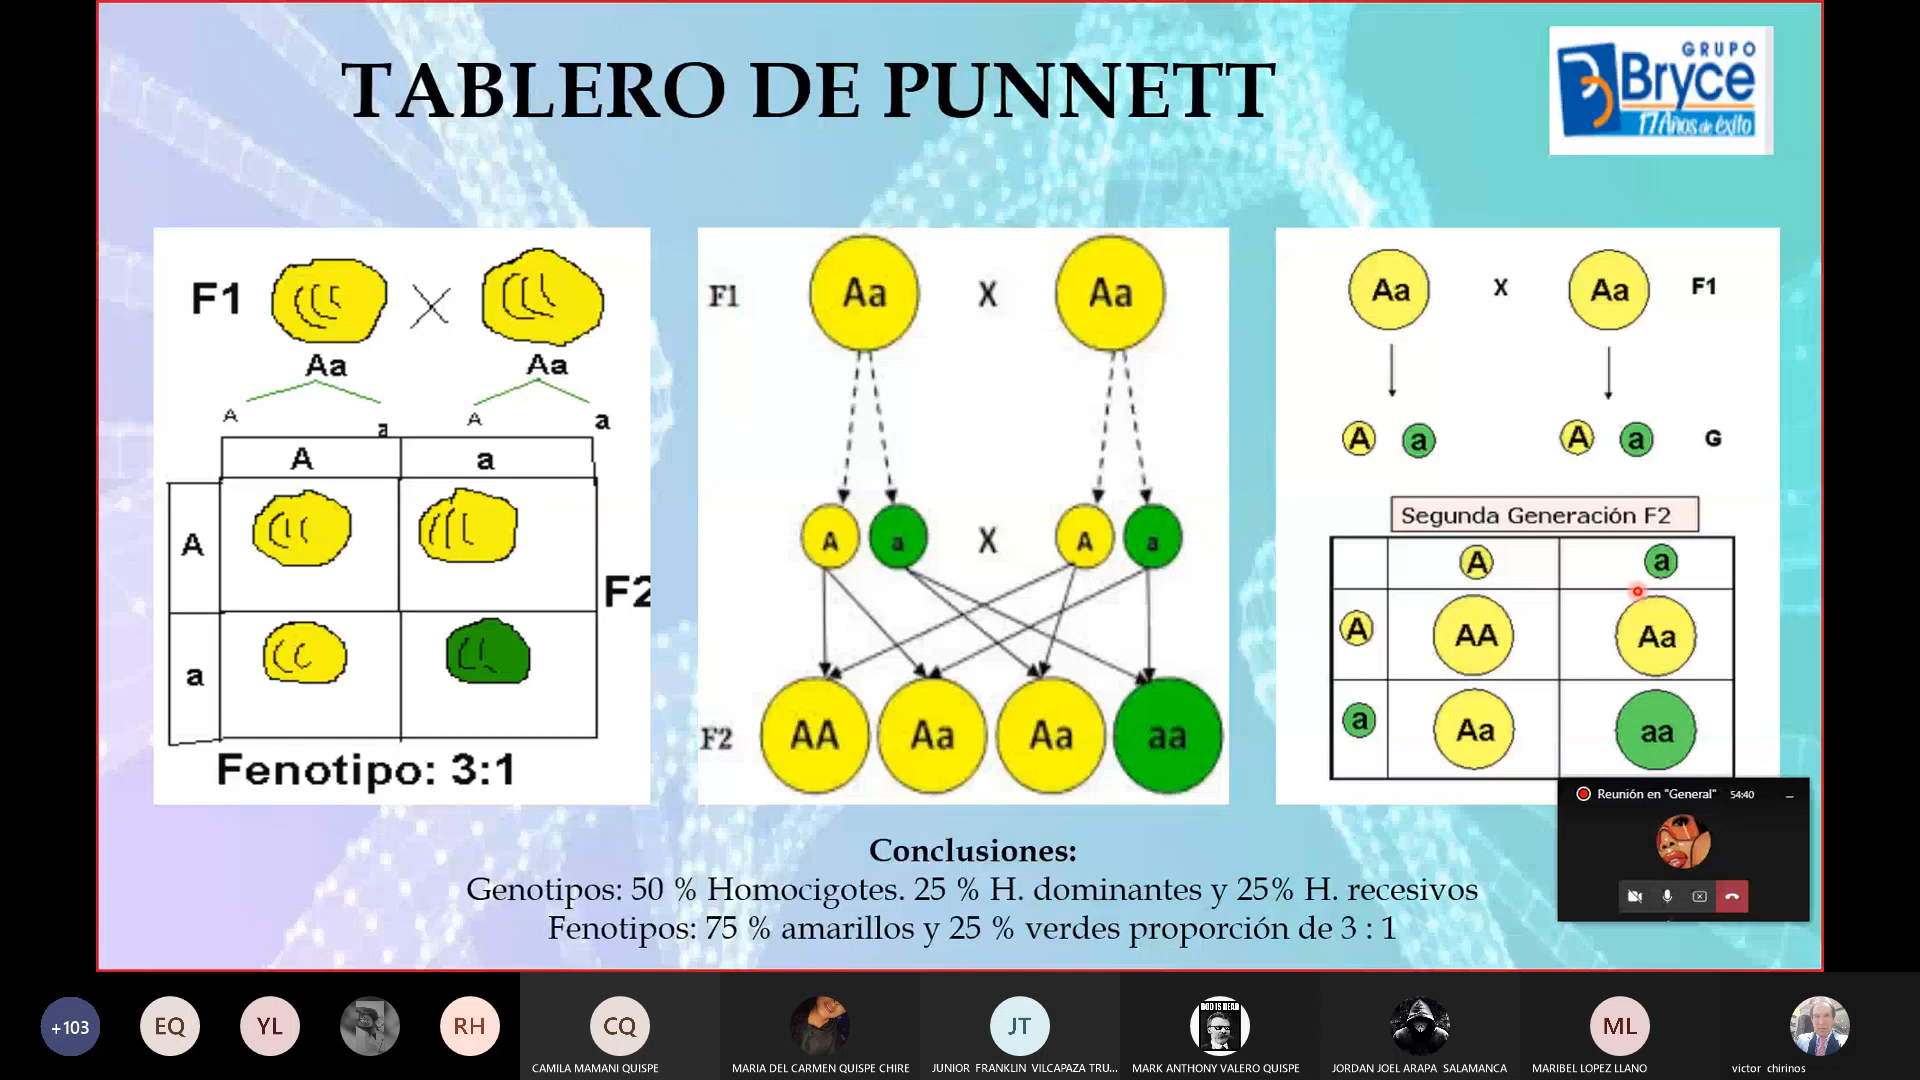 TABLERO DE PUNNETT
GRUPO
Bryce
17 Años de éxito
F1
Aa
Aa
A
a
A
a
A
a
A
a
F2
Fenotipo: 3:1
F1
Aa
X
Aa
A
a
X
A
a
F2
AA
Aa
Aa
aa
Aa
X
Aa
F1
A
a
A
a
G
Segunda Generación F2
A
a
A
AA
Aa
a
Aa
aa
Conclusiones:
Genotipos: 50 % Homocigotes. 25 % H. dominantes y 25% H. recesivos
Fenotipos: 75 % amarillos y 25 % verdes proporción de 3 : 1
Reunión en "General" 54:40
+103
EQ
YL
RH
CQ
CAMILA MAMANI QUISPE
MARIA DEL CARMEN QUISPE CHIRE
JT
JUNIOR FRANKLIN VILCAPAZA TRU...
GOD IS DEAD
MARK ANTHONY VALERO QUISPE
JORDAN JOEL ARAPA SALAMANCA
ML
MARIBEL LOPEZ LLANO
victor chirinos